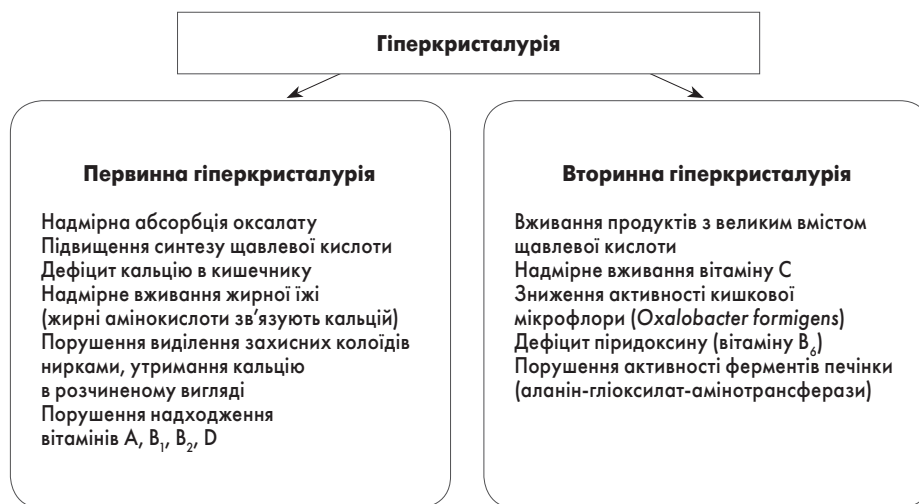 Гіперкристалурія
Первинна гіперкристалурія
Надмірна абсорбція оксалату
Підвищення синтезу щавлевої кислоти
Дефіцит кальцію в кишечнику
Надмірне вживання жирної їжі
(жирні амінокислоти зв’язують кальцій)
Порушення виділення захисних колоїдів
нирками, утримання кальцію
в розчиненому вигляді
Порушення надходження
вітамінів A, B₁, B₂, D
Вторинна гіперкристалурія
Вживання продуктів з великим вмістом
щавлевої кислоти
Надмірне вживання вітаміну С
Зниження активності кишкової
мікрофлори (Oxalobacter formigens)
Дефіцит піридоксину (вітаміну B₆)
Порушення активності ферментів печінки
(аланін-гліоксилат-амінотрансферази)